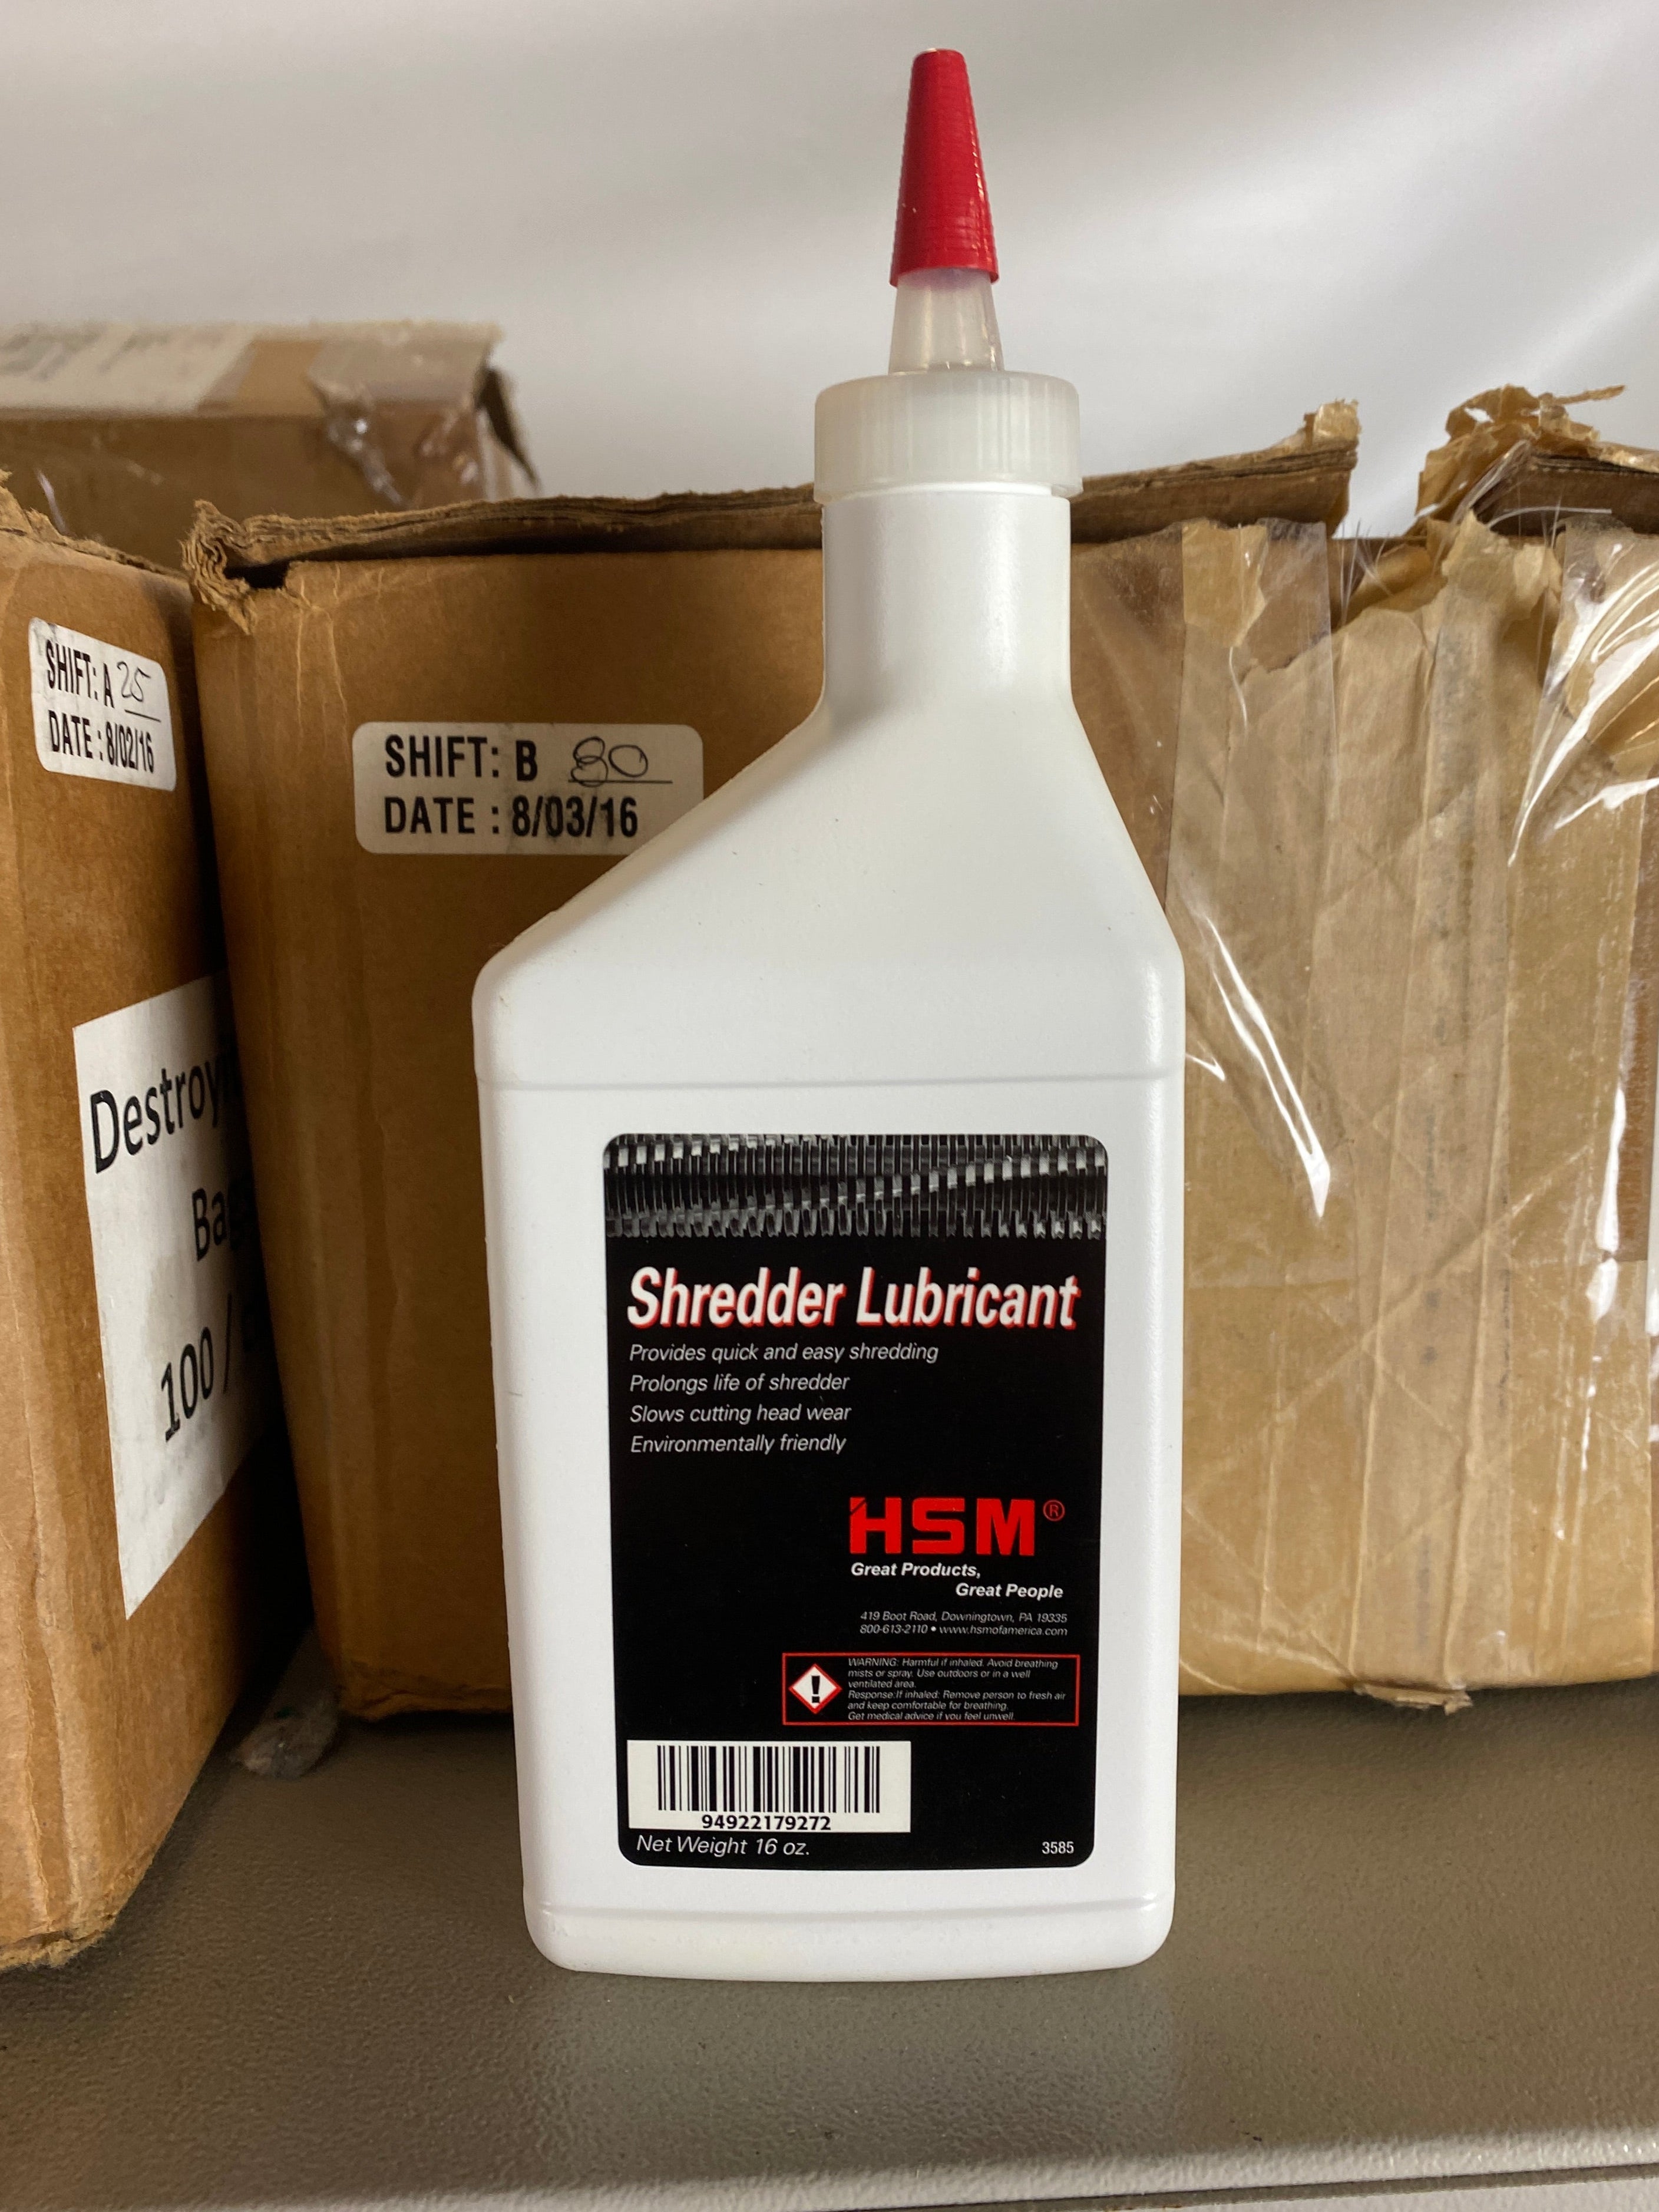 SHIFT: A 25
DATE : 8/02/16
SHIFT: B 80
DATE : 8/03/16
100 /
Shredder Lubricant
Provides quick and easy shredding
Prolongs life of shredder
Slows cutting head wear
Environmentally friendly
HSM®
Great Products,
Great People
419 Boot Road, Downingtown, PA 19335
800-613-2110 • www.hsmofamerica.com
WARNING: Harmful if inhaled. Avoid breathing
mists or spray. Use outdoors or in a well
ventilated area.
Response: If inhaled: Remove person to fresh air
and keep comfortable for breathing.
Get medical advice if you feel unwell.
94922179272
Net Weight 16 oz.
3585